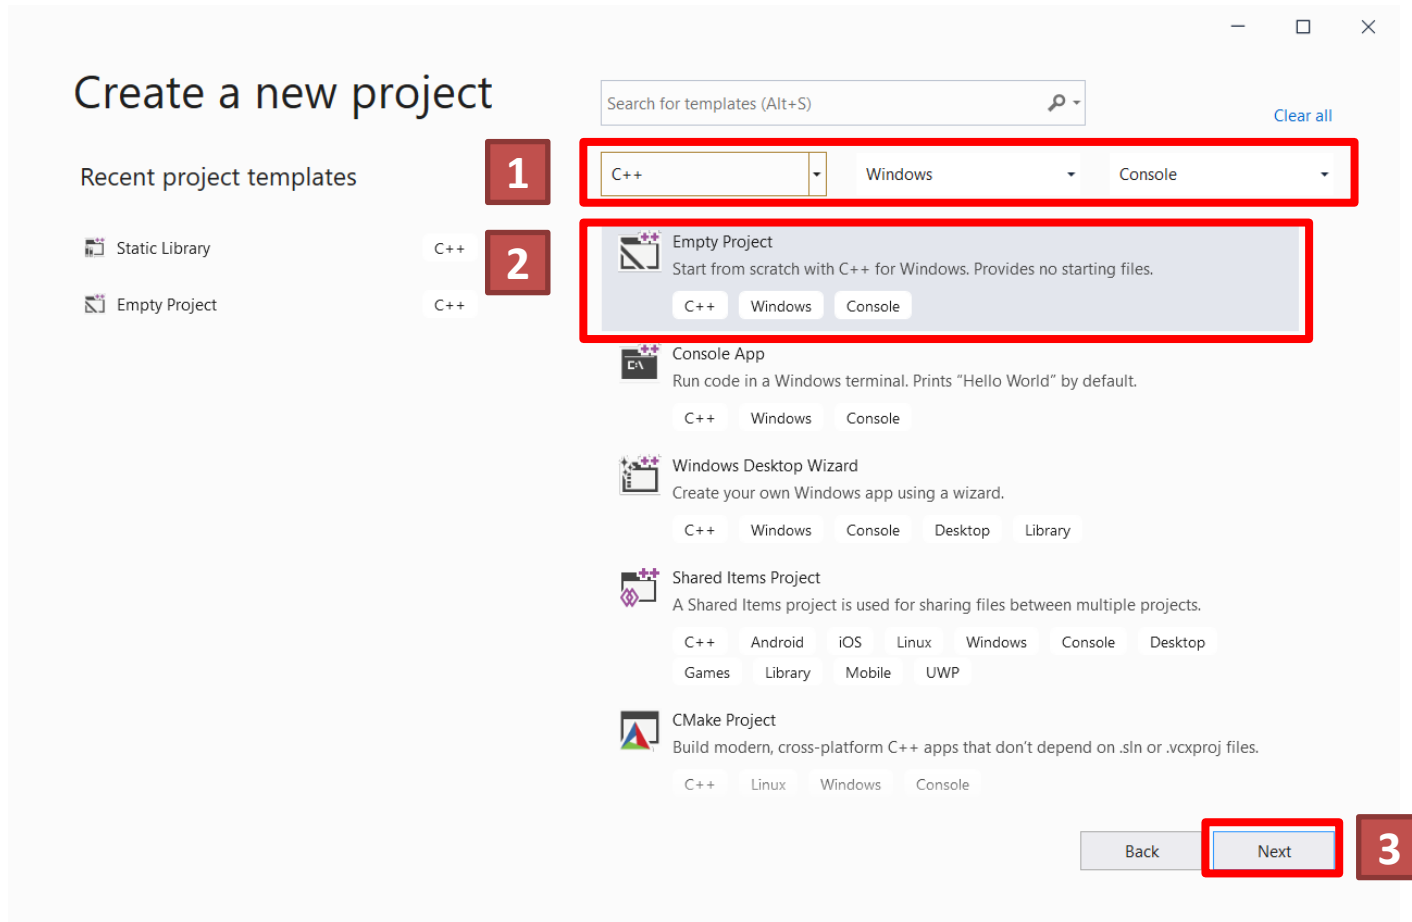 Create a new project
Search for templates (Alt+S)
Clear all
Recent project templates
1
C++ Windows Console
Static Library C++
Empty Project C++
2
Empty Project
Start from scratch with C++ for Windows. Provides no starting files.
C++ Windows Console
Console App
Run code in a Windows terminal. Prints “Hello World” by default.
C++ Windows Console
Windows Desktop Wizard
Create your own Windows app using a wizard.
C++ Windows Console Desktop Library
Shared Items Project
A Shared Items project is used for sharing files between multiple projects.
C++ Android iOS Linux Windows Console Desktop
Games Library Mobile UWP
CMake Project
Build modern, cross-platform C++ apps that don’t depend on .sln or .vcxproj files.
C++ Linux Windows Console
Back Next
3